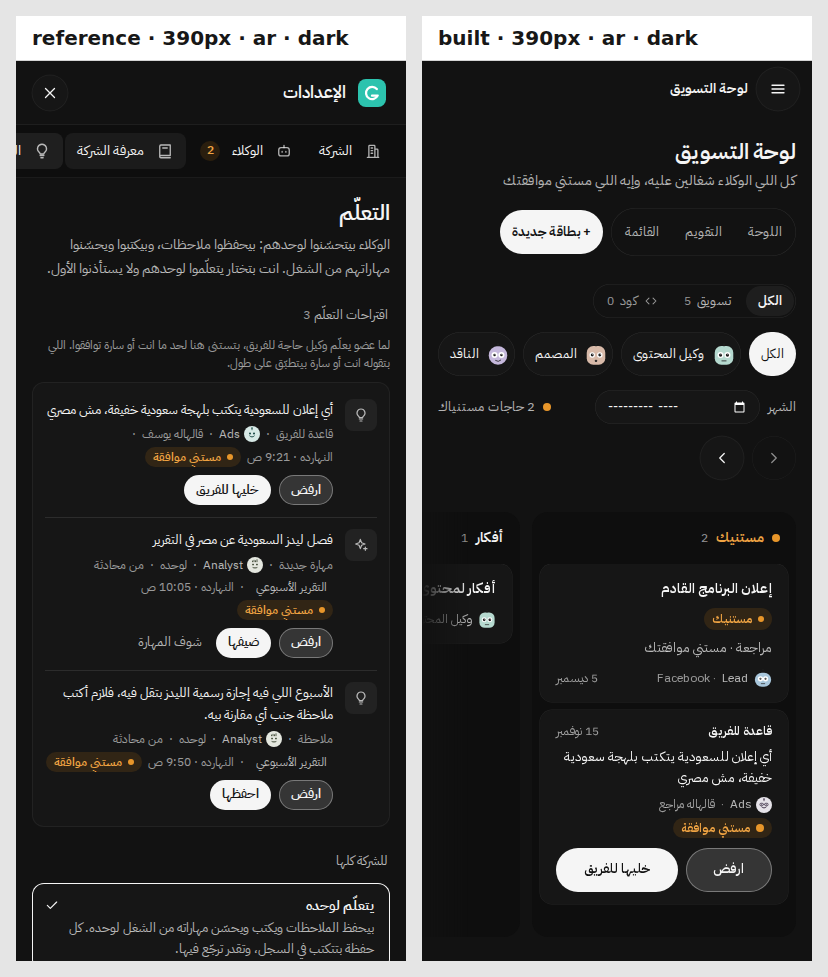 reference · 390px · ar · dark
الإعدادات
الشركة
الوكلاء 2
معرفة الشركة
التعلّم
الوكلاء بيتحسّنوا لوحدهم: بيحفظوا ملاحظات، وبيكتبوا ويحسّنوا
مهاراتهم من الشغل. انت بتختار يتعلّموا لوحدهم ولا يستأذنوا الأول.
اقتراحات التعلّم 3
لما عضو يعلّم وكيل حاجة للفريق، بتستنى هنا لحد ما انت أو سارة توافقوا. اللي
بتقوله انت أو سارة بيتطبّق على طول.
أي إعلان للسعودية يتكتب بلهجة سعودية خفيفة، مش مصري
قاعدة للفريق · Ads · قالهاله يوسف ·
النهارده · 9:21 ص مستني موافقة
ارفض
خليها للفريق
فصل ليدز السعودية عن مصر في التقرير
مهارة جديدة · Analyst · لوحده · من محادثة
التقرير الأسبوعي · النهارده · 10:05 ص
مستني موافقة
ارفض
ضيفها
شوف المهارة
الأسبوع اللي فيه إجازة رسمية الليدز بتقل فيه، فلازم أكتب
ملاحظة جنب أي مقارنة بيه.
ملاحظة · Analyst · لوحده · من محادثة
التقرير الأسبوعي · النهارده · 9:50 ص مستني موافقة
ارفض
احفظها
للشركة كلها
يتعلّم لوحده
بيحفظ الملاحظات ويكتب ويحسّن مهاراته من الشغل لوحده. كل
حفظة بتتكتب في السجل، وتقدر ترجّع فيها.
built · 390px · ar · dark
لوحة التسويق
لوحة التسويق
كل اللي الوكلاء شغالين عليه، وإيه اللي مستني موافقتك
اللوحة
التقويم
القائمة
+ بطاقة جديدة
الكل
تسويق 5
كود 0
الكل
وكيل المحتوى
المصمم
الناقد
الشهر
--------- ----
2 حاجات مستنياك
مستنيك 2
إعلان البرنامج القادم
مستنيك
مراجعة · مستني موافقتك
Lead · Facebook
5 ديسمبر
قاعدة للفريق
15 نوفمبر
أي إعلان للسعودية يتكتب بلهجة سعودية
خفيفة، مش مصري
Ads · قالهاله مراجع
مستني موافقة
ارفض
خليها للفريق
أفكار 1
أفكار لمحتوى
وكيل المح